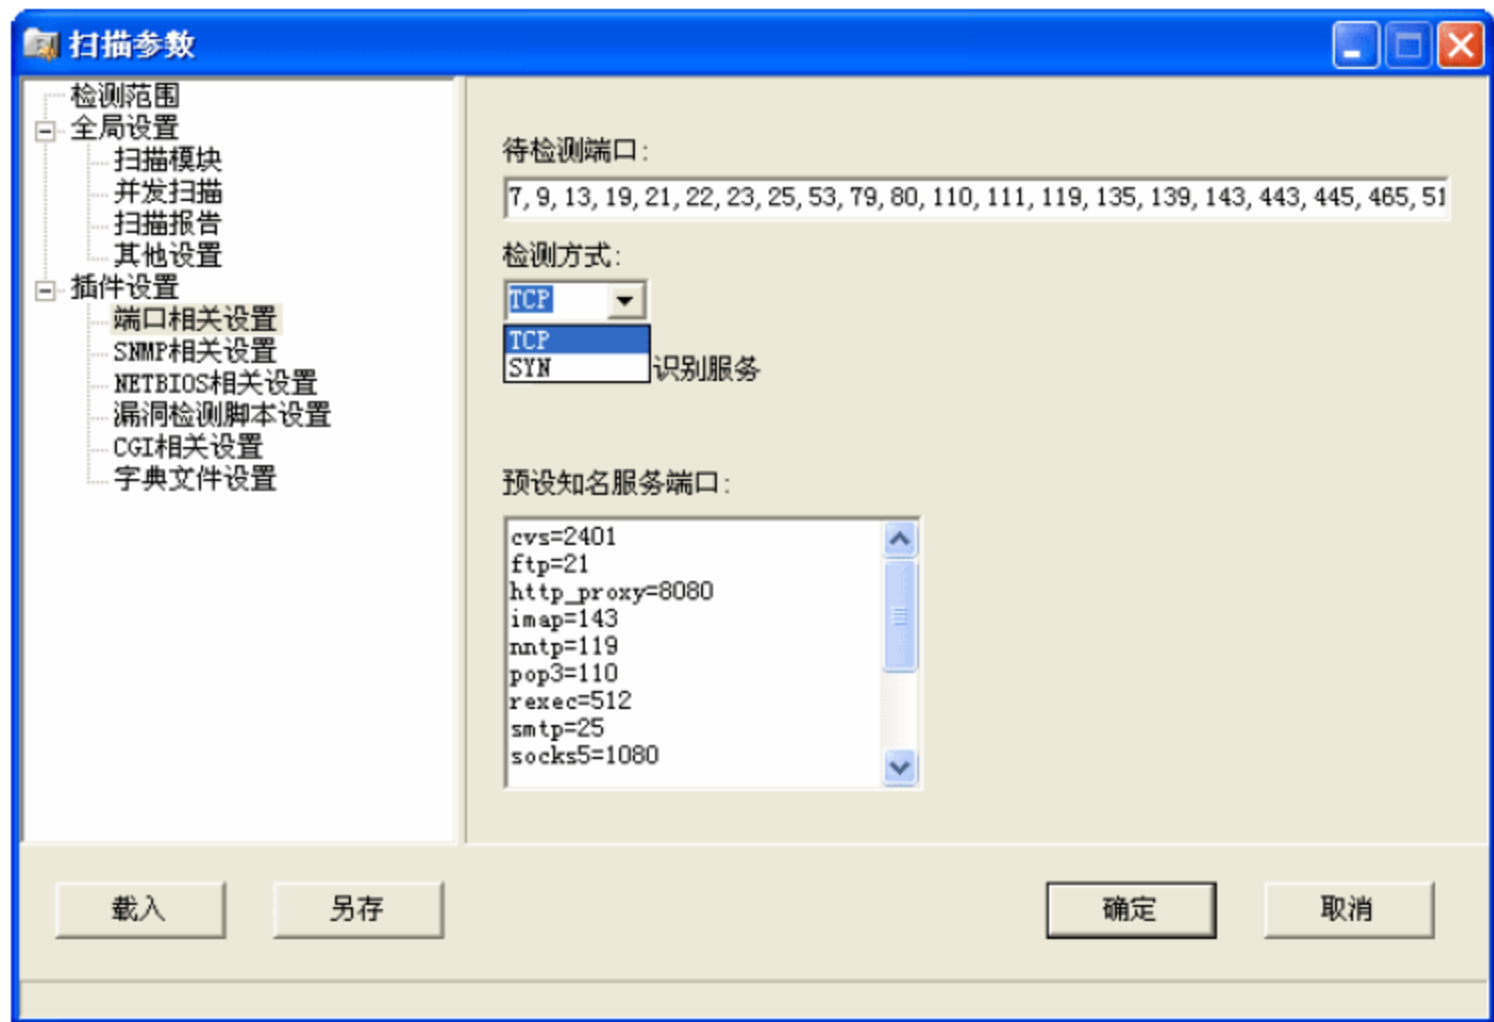 扫描参数
检测范围
全局设置
扫描模块
并发扫描
扫描报告
其他设置
插件设置
端口相关设置
SNMP相关设置
NETBIOS相关设置
漏洞检测脚本设置
CGI相关设置
字典文件设置
待检测端口:
7, 9, 13, 19, 21, 22, 23, 25, 53, 79, 80, 110, 111, 119, 135, 139, 143, 443, 445, 465, 51
检测方式:
TCP
TCP
SYN
识别服务
预设知名服务端口:
cvs=2401
ftp=21
http_proxy=8080
imap=143
nntp=119
pop3=110
rexec=512
smtp=25
socks5=1080
载入
另存
确定
取消